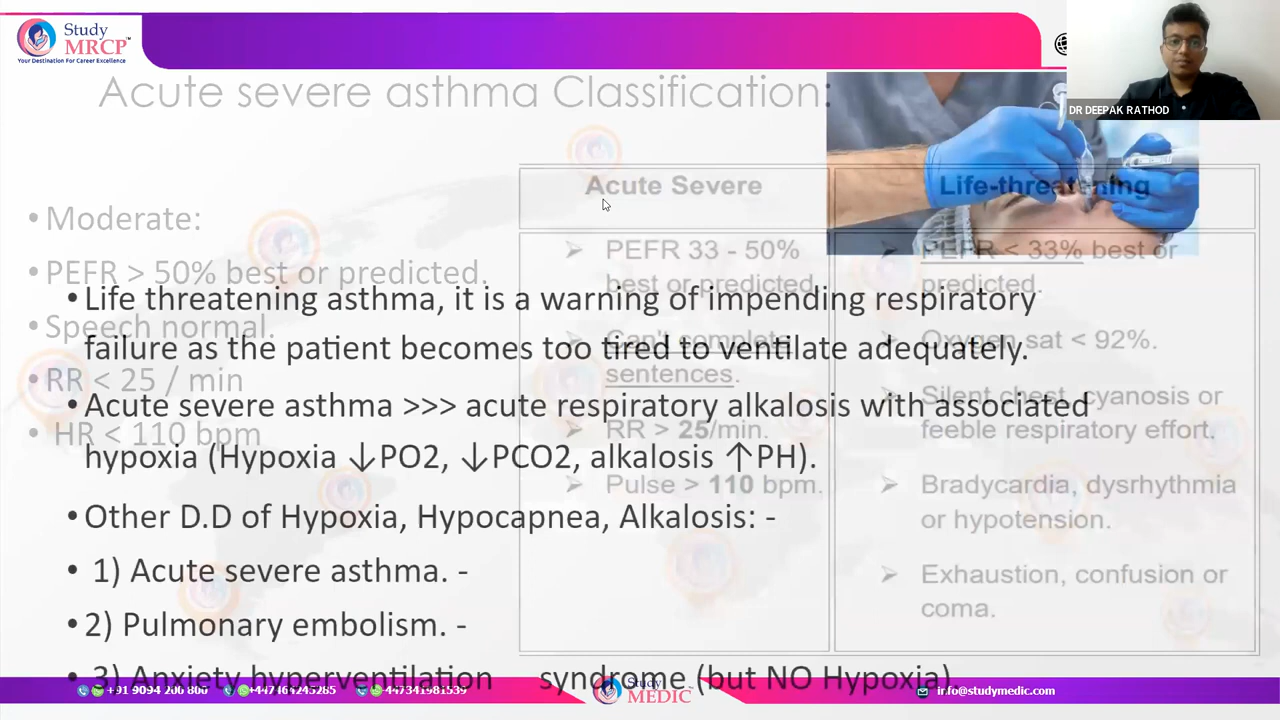 Study
MRCP™
Your Destination For Career Excellence
DR DEEPAK RATHOD
Acute severe asthma Classification:
• Moderate:
• PEFR > 50% best or predicted.
• Speech normal.
• RR < 25 / min
• HR < 110 bpm
Acute Severe
➢ PEFR 33 - 50%
best or predicted
➢ Can't complete
sentences.
➢ RR > 25/min.
➢ Pulse > 110 bpm.
Life-threatening
➢ PEFR < 33% best or
predicted.
➢ Oxygen sat < 92%.
➢ Silent chest, cyanosis or
feeble respiratory effort.
➢ Bradycardia, dysrhythmia
or hypotension.
➢ Exhaustion, confusion or
coma.
• Life threatening asthma, it is a warning of impending respiratory
failure as the patient becomes too tired to ventilate adequately.
• Acute severe asthma >>> acute respiratory alkalosis with associated
hypoxia (Hypoxia ↓PO2, ↓PCO2, alkalosis ↑PH).
• Other D.D of Hypoxia, Hypocapnea, Alkalosis: -
• 1) Acute severe asthma. -
• 2) Pulmonary embolism. -
• 3) Anxiety hyperventilation syndrome (but NO Hypoxia).
Study
MEDIC
info@studymedic.com